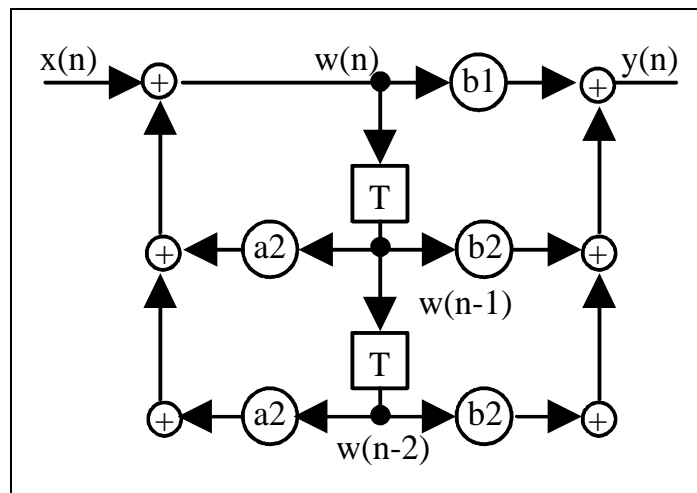 x(n) + w(n) b1 + y(n)
T
+ a2 b2 +
w(n-1)
T
+ a2 b2 +
w(n-2)